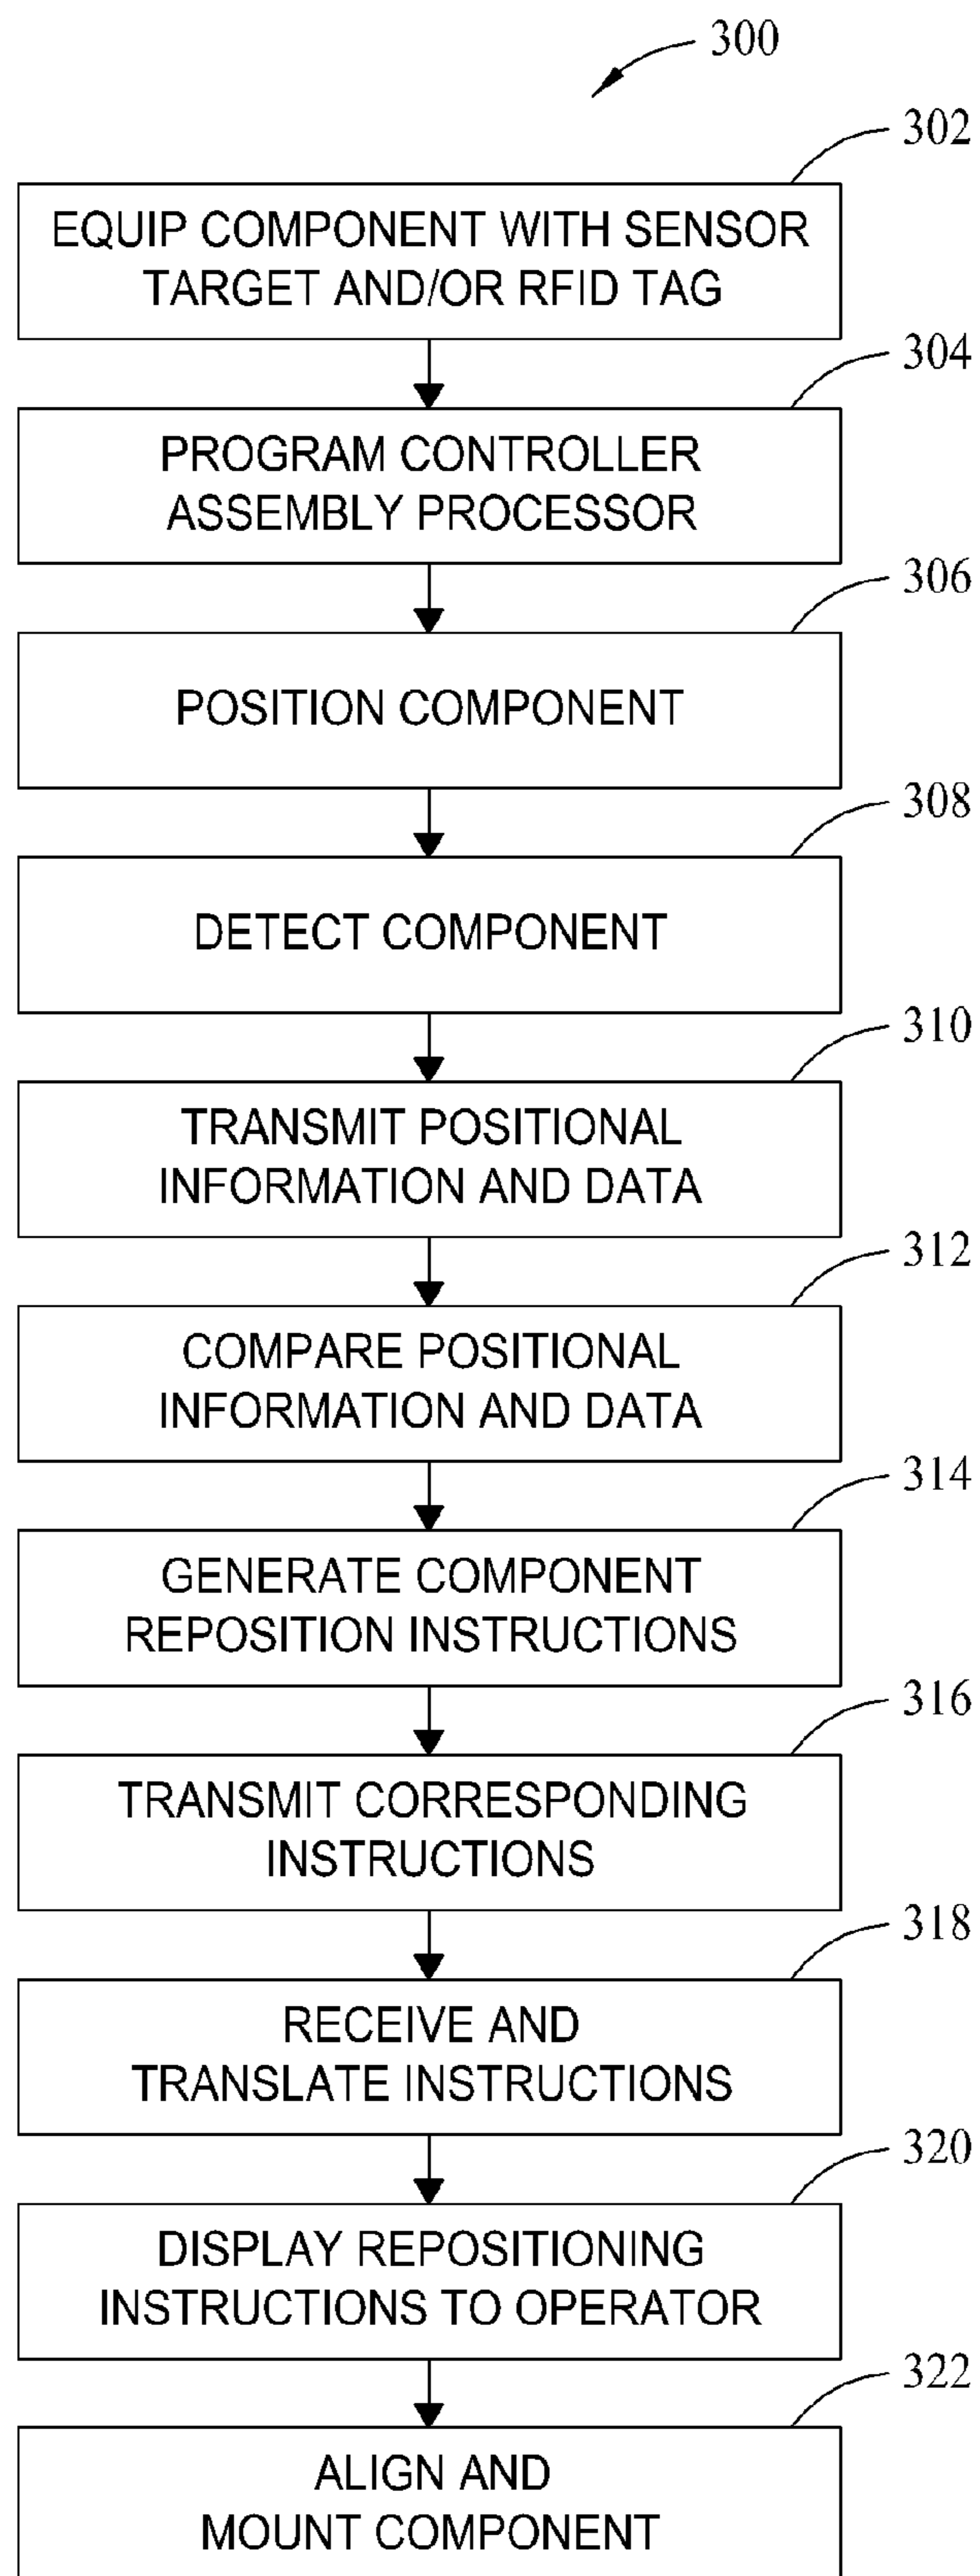 300
302
EQUIP COMPONENT WITH SENSOR
TARGET AND/OR RFID TAG
304
PROGRAM CONTROLLER
ASSEMBLY PROCESSOR
306
POSITION COMPONENT
308
DETECT COMPONENT
310
TRANSMIT POSITIONAL
INFORMATION AND DATA
312
COMPARE POSITIONAL
INFORMATION AND DATA
314
GENERATE COMPONENT
REPOSITION INSTRUCTIONS
316
TRANSMIT CORRESPONDING
INSTRUCTIONS
318
RECEIVE AND
TRANSLATE INSTRUCTIONS
320
DISPLAY REPOSITIONING
INSTRUCTIONS TO OPERATOR
322
ALIGN AND
MOUNT COMPONENT